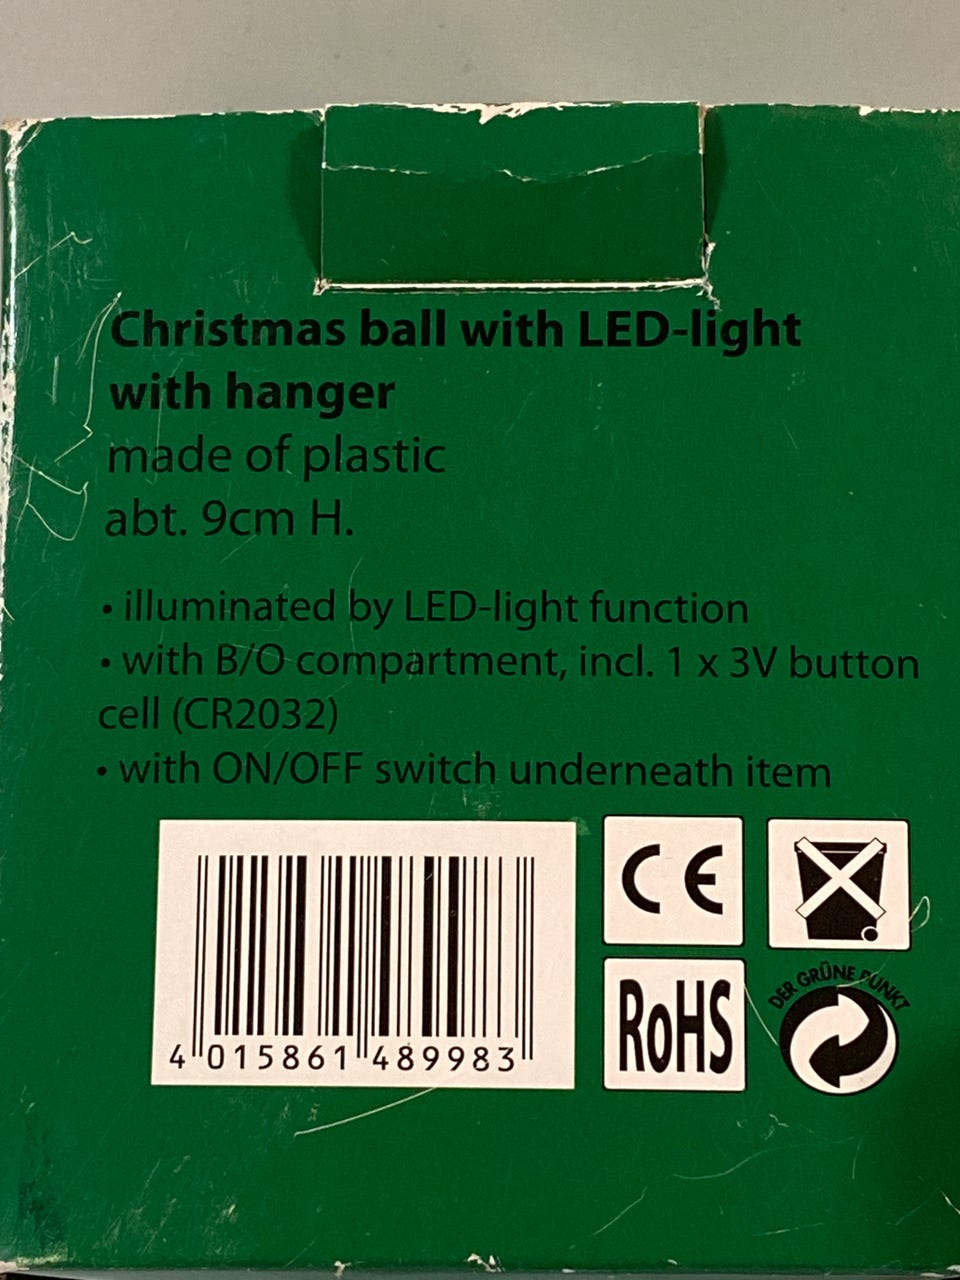 Christmas ball with LED-light
with hanger
made of plastic
abt. 9cm H.
• illuminated by LED-light function
• with B/O compartment, incl. 1 x 3V button
cell (CR2032)
• with ON/OFF switch underneath item
CE
DER GRÜNE PUNKT
RoHS
4 015861 489983